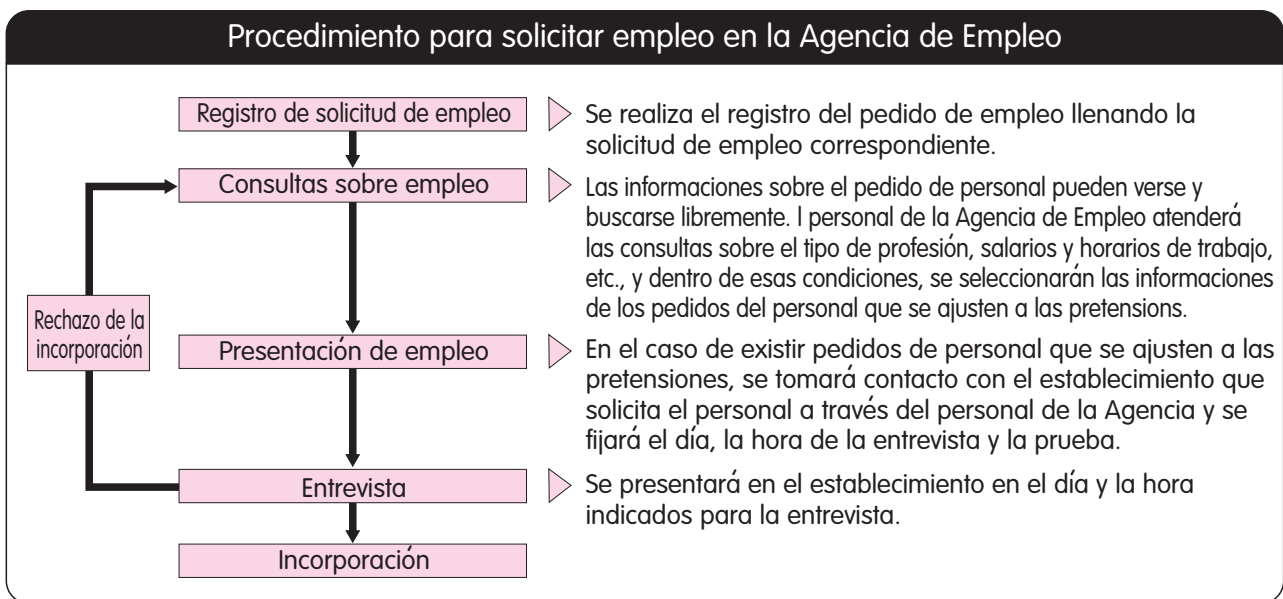 Procedimiento para solicitar empleo en la Agencia de Empleo
Registro de solicitud de empleo
Se realiza el registro del pedido de empleo llenando la
solicitud de empleo correspondiente.
Consultas sobre empleo
Las informaciones sobre el pedido de personal pueden verse y
buscarse libremente. l personal de la Agencia de Empleo atenderá
las consultas sobre el tipo de profesión, salarios y horarios de trabajo,
etc., y dentro de esas condiciones, se seleccionarán las informaciones
de los pedidos del personal que se ajusten a las pretensions.
Rechazo de la
incorporación
Presentación de empleo
En el caso de existir pedidos de personal que se ajusten a las
pretensiones, se tomará contacto con el establecimiento que
solicita el personal a través del personal de la Agencia y se
fijará el día, la hora de la entrevista y la prueba.
Entrevista
Se presentará en el establecimiento en el día y la hora
indicados para la entrevista.
Incorporación